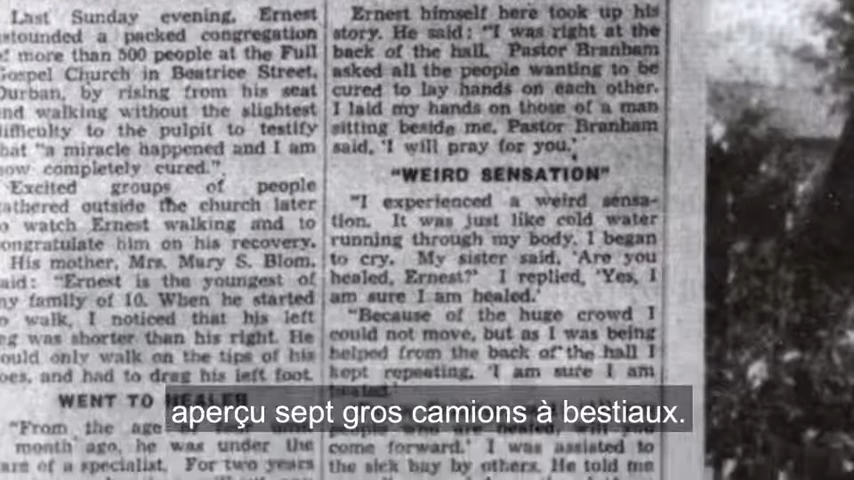 Last Sunday evening, Ernest
astounded a packed congregation
of more than 500 people at the Full
Gospel Church in Beatrice Street,
Durban, by rising from his seat
and walking without the slightest
difficulty to the pulpit to testify
that "a miracle happened and I am
now completely cured."
Excited groups of people
gathered outside the church later
to watch Ernest walking and to
congratulate him on his recovery.
His mother, Mrs. Mary S. Blom,
said: "Ernest is the youngest of
my family of 10. When he started
to walk, I noticed that his left
leg was shorter than his right. He
could only walk on the tips of his
toes, and had to drag his left foot.
WENT TO HEALER
"From the age
month ago, he was under the
care of a specialist. For two years
Ernest himself here took up his
story. He said: "I was right at the
back of the hall. Pastor Branham
asked all the people wanting to be
cured to lay hands on each other.
I laid my hands on those of a man
sitting beside me. Pastor Branham
said, 'I will pray for you.'
"WEIRD SENSATION"
"I experienced a weird sensa-
tion. It was just like cold water
running through my body. I began
to cry. My sister said, 'Are you
healed, Ernest?' I replied, 'Yes, I
am sure I am healed.'
"Because of the huge crowd I
could not move, but as I was being
helped from the back of the hall I
kept repeating, 'I am sure I am
come forward.' I was assisted to
the sick bay by others. He told me
aperçu sept gros camions à bestiaux.